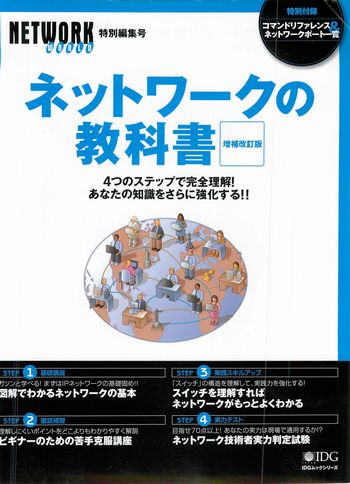 NETWORK
WORLD
特別編集号
特別付録
コマンドリファレンス&
ネットワークポート一覧
ネットワークの
教科書
増補改訂版
4つのステップで完全理解!
あなたの知識をさらに強化する!!
STEP 1 基礎講座
ガツンと学べる! まずはIPネットワークの基礎固め!!
図解でわかるネットワークの基本
STEP 2 徹底補習
理解しにくいポイントをどこよりもわかりやすく解説
ビギナーのための苦手克服講座
STEP 3 実践スキルアップ
「スイッチ」の構造を理解して、実践力を強化する!
スイッチを理解すれば
ネットワークがもっとよくわかる
STEP 4 実力テスト
目指せ70点以上! あなたの実力は現場で通用するか!?
ネットワーク技術者実力判定試験
IDG
IDGムックシリーズ